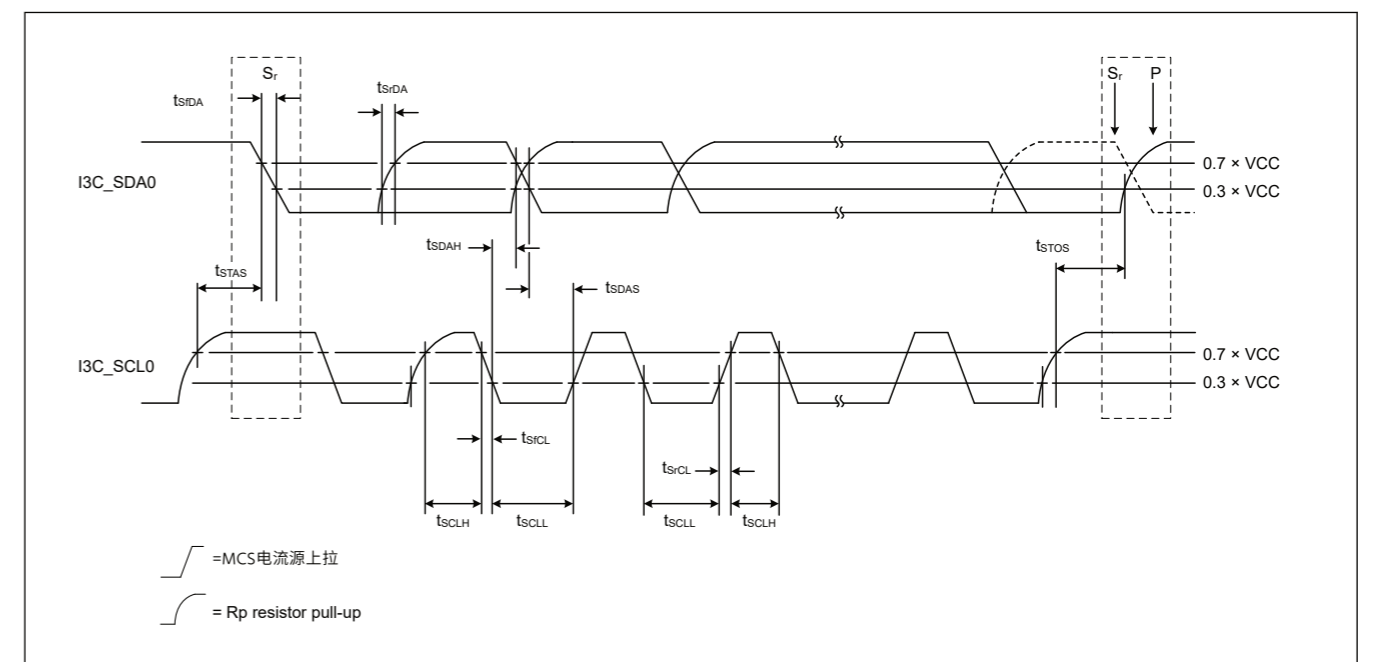 Sr
Sr P
tSfDA
tSrDA
0.7 × VCC
I3C_SDA0
0.3 × VCC
tSDAH
tSTOS
tSTAS
tSDAS
0.7 × VCC
I3C_SCL0
0.3 × VCC
tSfCL
tSrCL
tSCLH tSCLL tSCLL tSCLH
=MCS电流源上拉
= Rp resistor pull-up